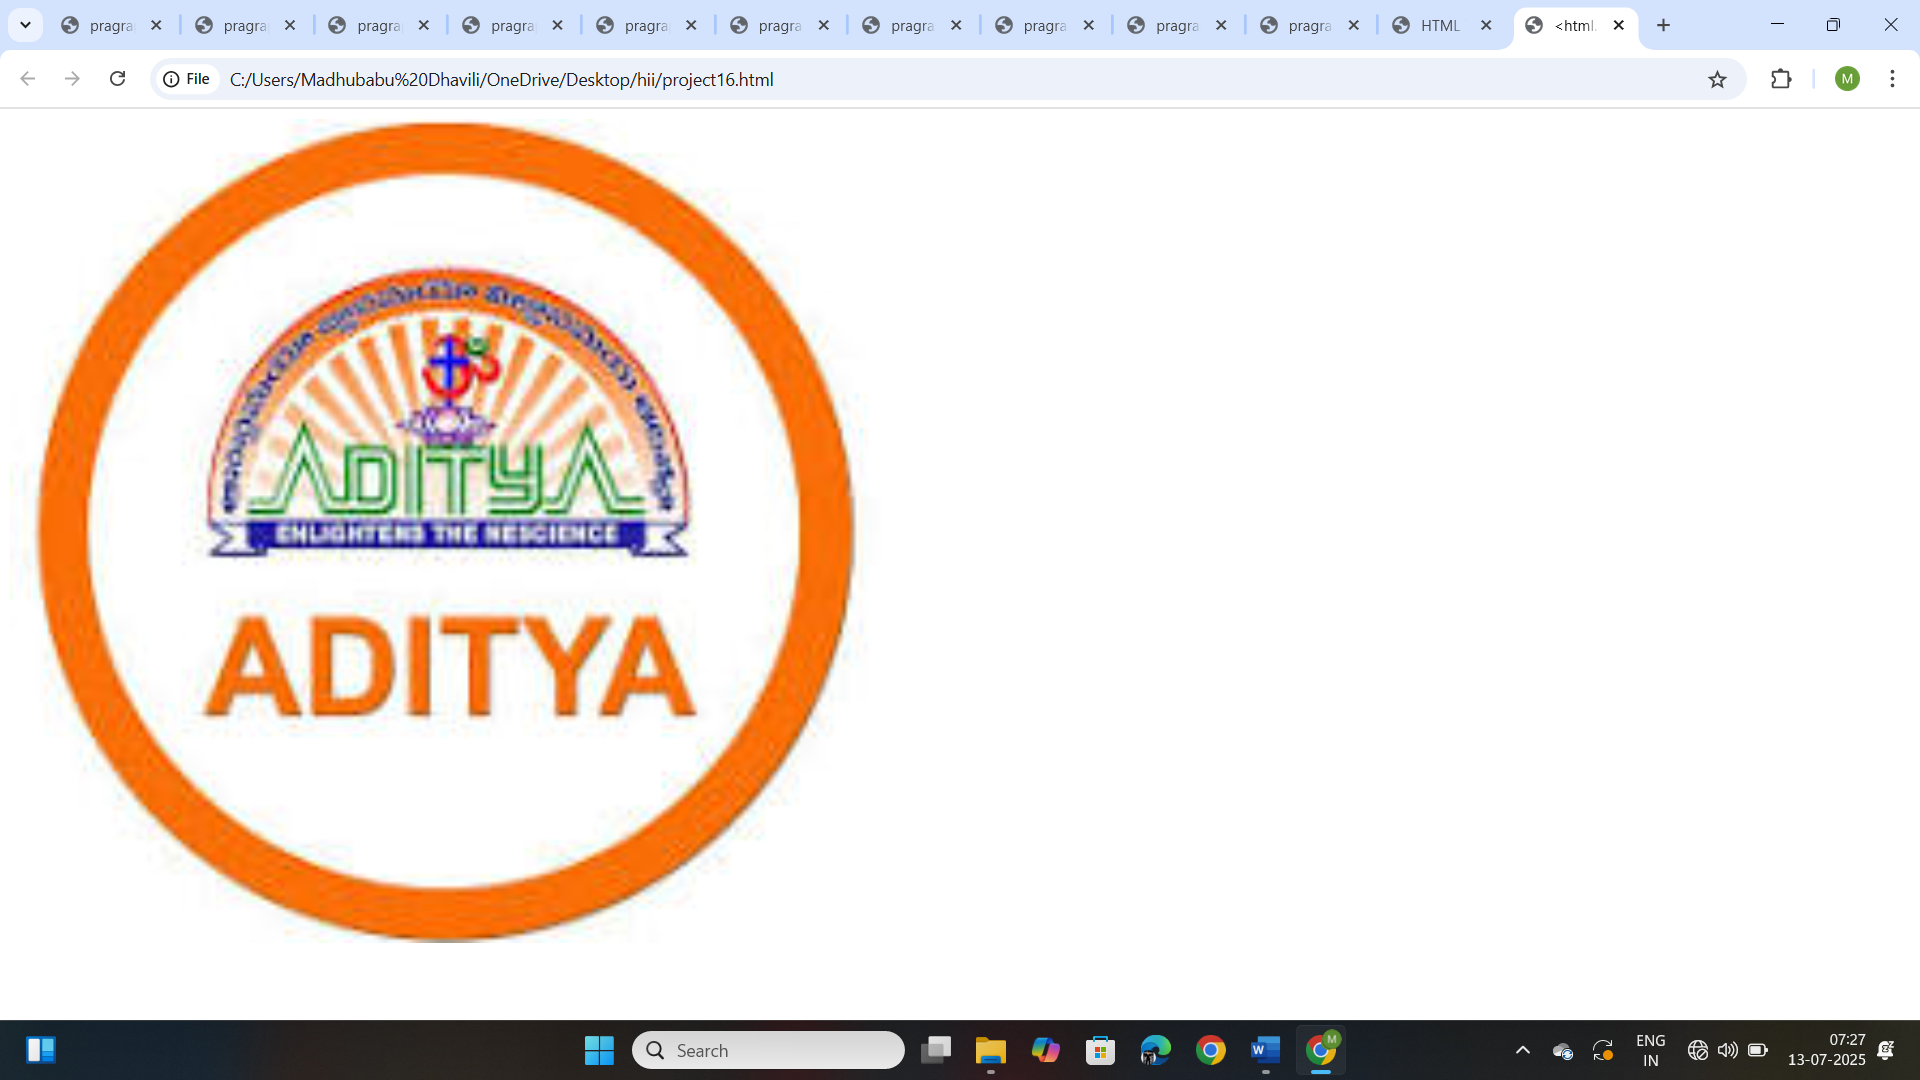 pragra
pragra
pragra
pragra
pragra
pragra
pragra
pragra
pragra
pragra
HTML
<html
File
C:/Users/Madhubabu%20Dhavili/OneDrive/Desktop/hii/project16.html
M
ADITYA
ENLIGHTENS THE NESCIENCE
ADITYA
Search
M
ENG
IN
07:27
13-07-2025